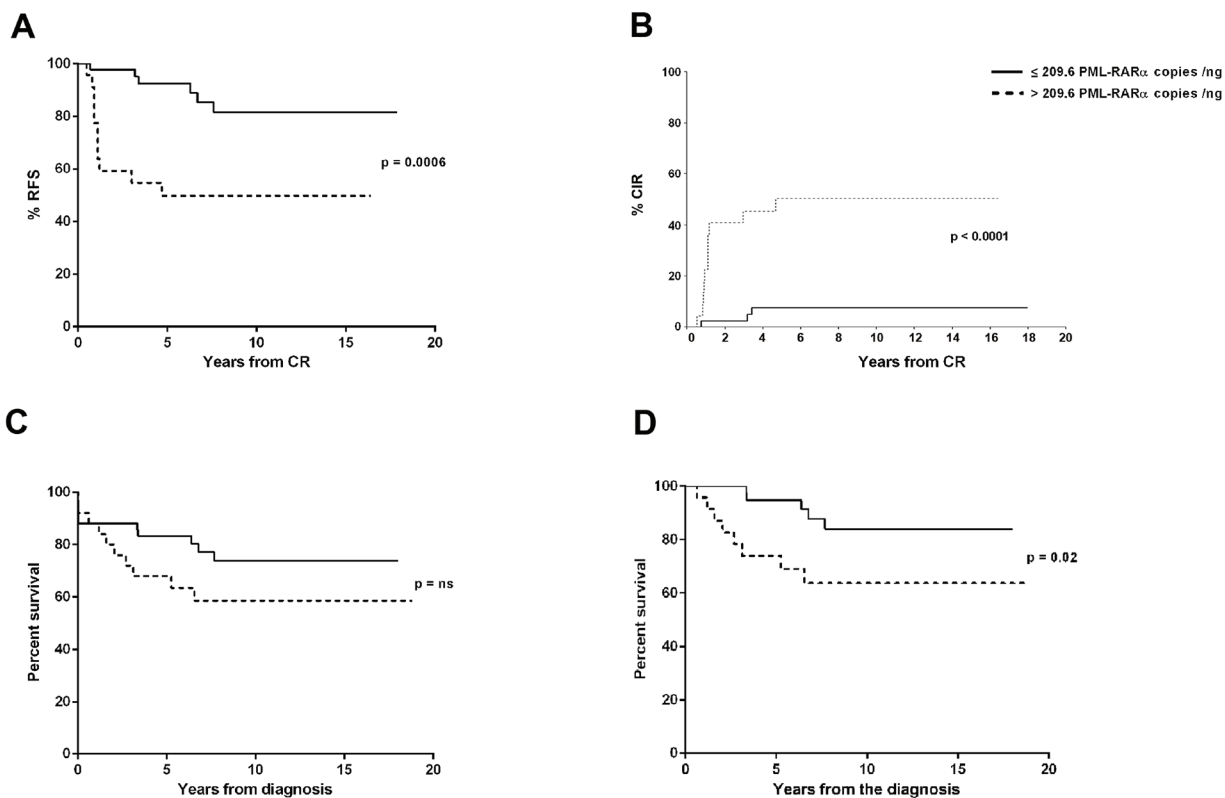 A
% RFS
100
80
60
40
20
0
p = 0.0006
0 5 10 15 20
Years from CR
B
≤ 209.6 PML-RARα copies /ng
> 209.6 PML-RARα copies /ng
% CIR
100
80
60
40
20
0
p < 0.0001
0 2 4 6 8 10 12 14 16 18 20
Years from CR
C
Percent survival
100
80
60
40
20
0
p = ns
0 5 10 15 20
Years from diagnosis
D
Percent survival
100
80
60
40
20
0
p = 0.02
0 5 10 15 20
Years from the diagnosis